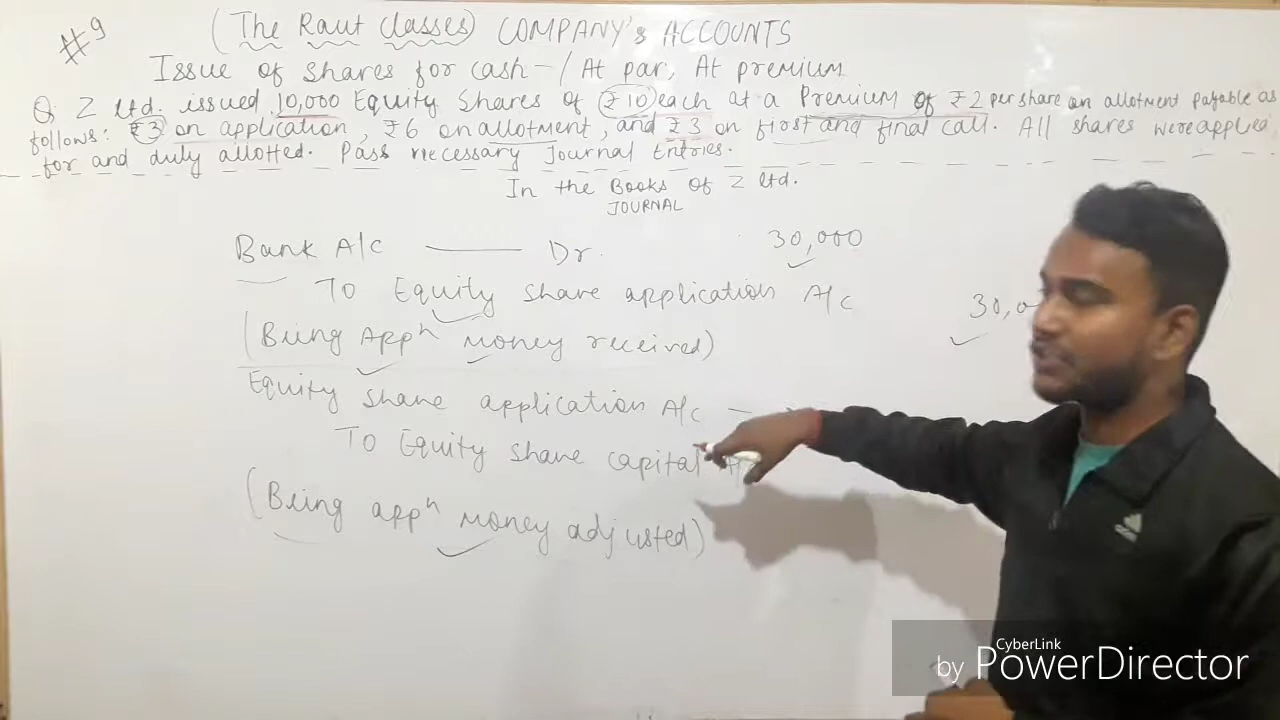 #9
(The Raut Classes) COMPANY's ACCOUNTS
Issue of shares for cash - / At par, At premium
Q. Z Ltd. issued 10,000 Equity Shares of ₹10 each at a Premium of ₹2 per share on allotment payable as
follows: ₹3 on application, ₹6 on allotment, and ₹3 on first and final call. All shares were applied
for and duly allotted. Pass necessary Journal Entries.
In the Books of Z Ltd.
JOURNAL
Bank A/c —— Dr. 30,000
To Equity share application A/c 30,0
(Being Appn money received)
Equity share application A/c —
To Equity share capital
(Being appn money adjusted)
CyberLink
by PowerDirector